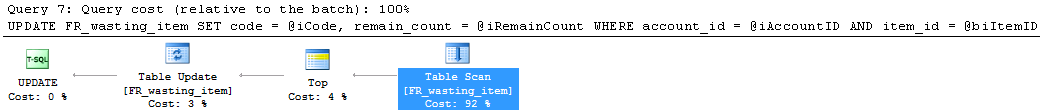 Query 7: Query cost (relative to the batch): 100%
UPDATE FR_wasting_item SET code = @iCode, remain_count = @iRemainCount WHERE account_id = @iAccountID AND item_id = @biItemID
T-SQL
UPDATE
Cost: 0 %
Table Update
[FR_wasting_item]
Cost: 3 %
Top
Cost: 4 %
Table Scan
[FR_wasting_item]
Cost: 92 %